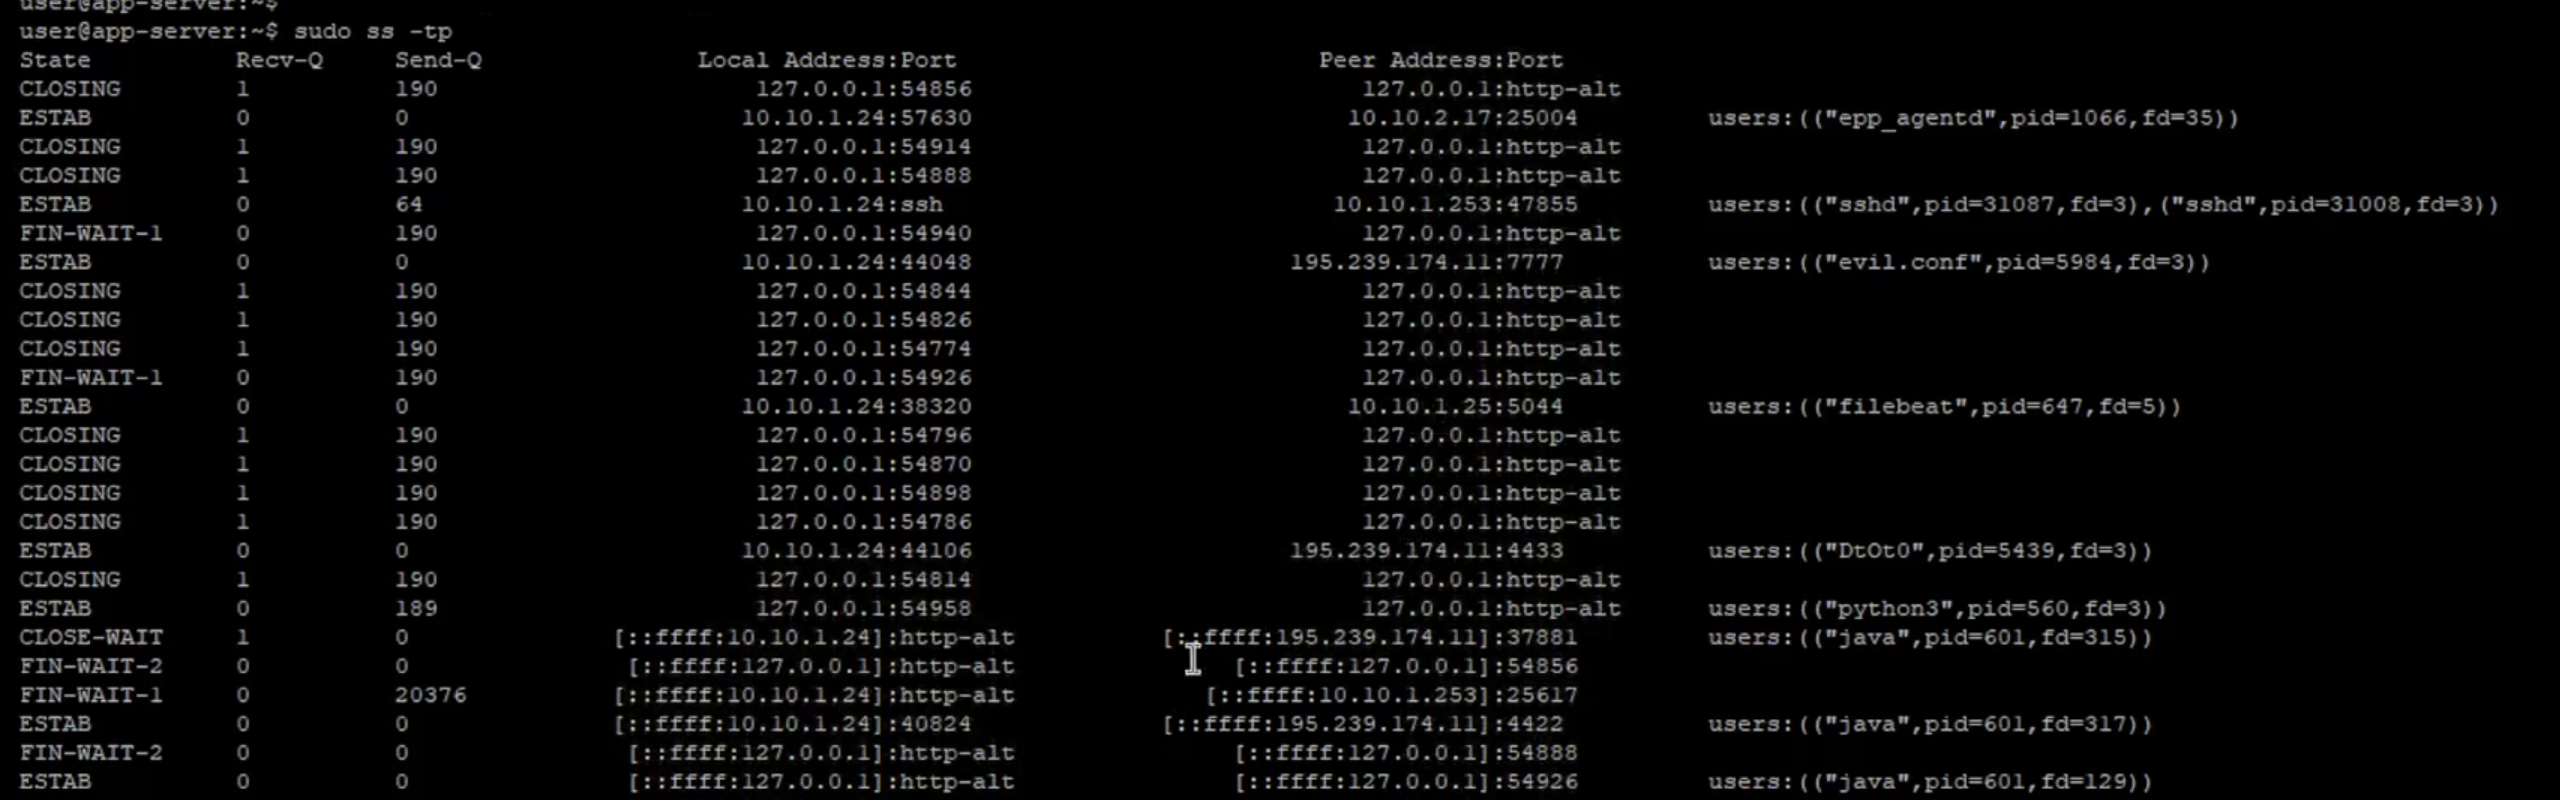 user@app-server:~$
user@app-server:~$ sudo ss -tp
State Recv-Q Send-Q Local Address:Port Peer Address:Port
CLOSING 1 190 127.0.0.1:54856 127.0.0.1:http-alt
ESTAB 0 0 10.10.1.24:57630 10.10.2.17:25004 users:(("epp_agentd",pid=1066,fd=35))
CLOSING 1 190 127.0.0.1:54914 127.0.0.1:http-alt
CLOSING 1 190 127.0.0.1:54888 127.0.0.1:http-alt
ESTAB 0 64 10.10.1.24:ssh 10.10.1.253:47855 users:(("sshd",pid=31087,fd=3),("sshd",pid=31008,fd=3))
FIN-WAIT-1 0 190 127.0.0.1:54940 127.0.0.1:http-alt
ESTAB 0 0 10.10.1.24:44048 195.239.174.11:7777 users:(("evil.conf",pid=5984,fd=3))
CLOSING 1 190 127.0.0.1:54844 127.0.0.1:http-alt
CLOSING 1 190 127.0.0.1:54826 127.0.0.1:http-alt
CLOSING 1 190 127.0.0.1:54774 127.0.0.1:http-alt
FIN-WAIT-1 0 190 127.0.0.1:54926 127.0.0.1:http-alt
ESTAB 0 0 10.10.1.24:38320 10.10.1.25:5044 users:(("filebeat",pid=647,fd=5))
CLOSING 1 190 127.0.0.1:54796 127.0.0.1:http-alt
CLOSING 1 190 127.0.0.1:54870 127.0.0.1:http-alt
CLOSING 1 190 127.0.0.1:54898 127.0.0.1:http-alt
CLOSING 1 190 127.0.0.1:54786 127.0.0.1:http-alt
ESTAB 0 0 10.10.1.24:44106 195.239.174.11:4433 users:(("DtOt0",pid=5439,fd=3))
CLOSING 1 190 127.0.0.1:54814 127.0.0.1:http-alt
ESTAB 0 189 127.0.0.1:54958 127.0.0.1:http-alt users:(("python3",pid=560,fd=3))
CLOSE-WAIT 1 0 [::ffff:10.10.1.24]:http-alt [::ffff:195.239.174.11]:37881 users:(("java",pid=601,fd=315))
FIN-WAIT-2 0 0 [::ffff:127.0.0.1]:http-alt [::ffff:127.0.0.1]:54856
FIN-WAIT-1 0 20376 [::ffff:10.10.1.24]:http-alt [::ffff:10.10.1.253]:25617
ESTAB 0 0 [::ffff:10.10.1.24]:40824 [::ffff:195.239.174.11]:4422 users:(("java",pid=601,fd=317))
FIN-WAIT-2 0 0 [::ffff:127.0.0.1]:http-alt [::ffff:127.0.0.1]:54888
ESTAB 0 0 [::ffff:127.0.0.1]:http-alt [::ffff:127.0.0.1]:54926 users:(("java",pid=601,fd=129))